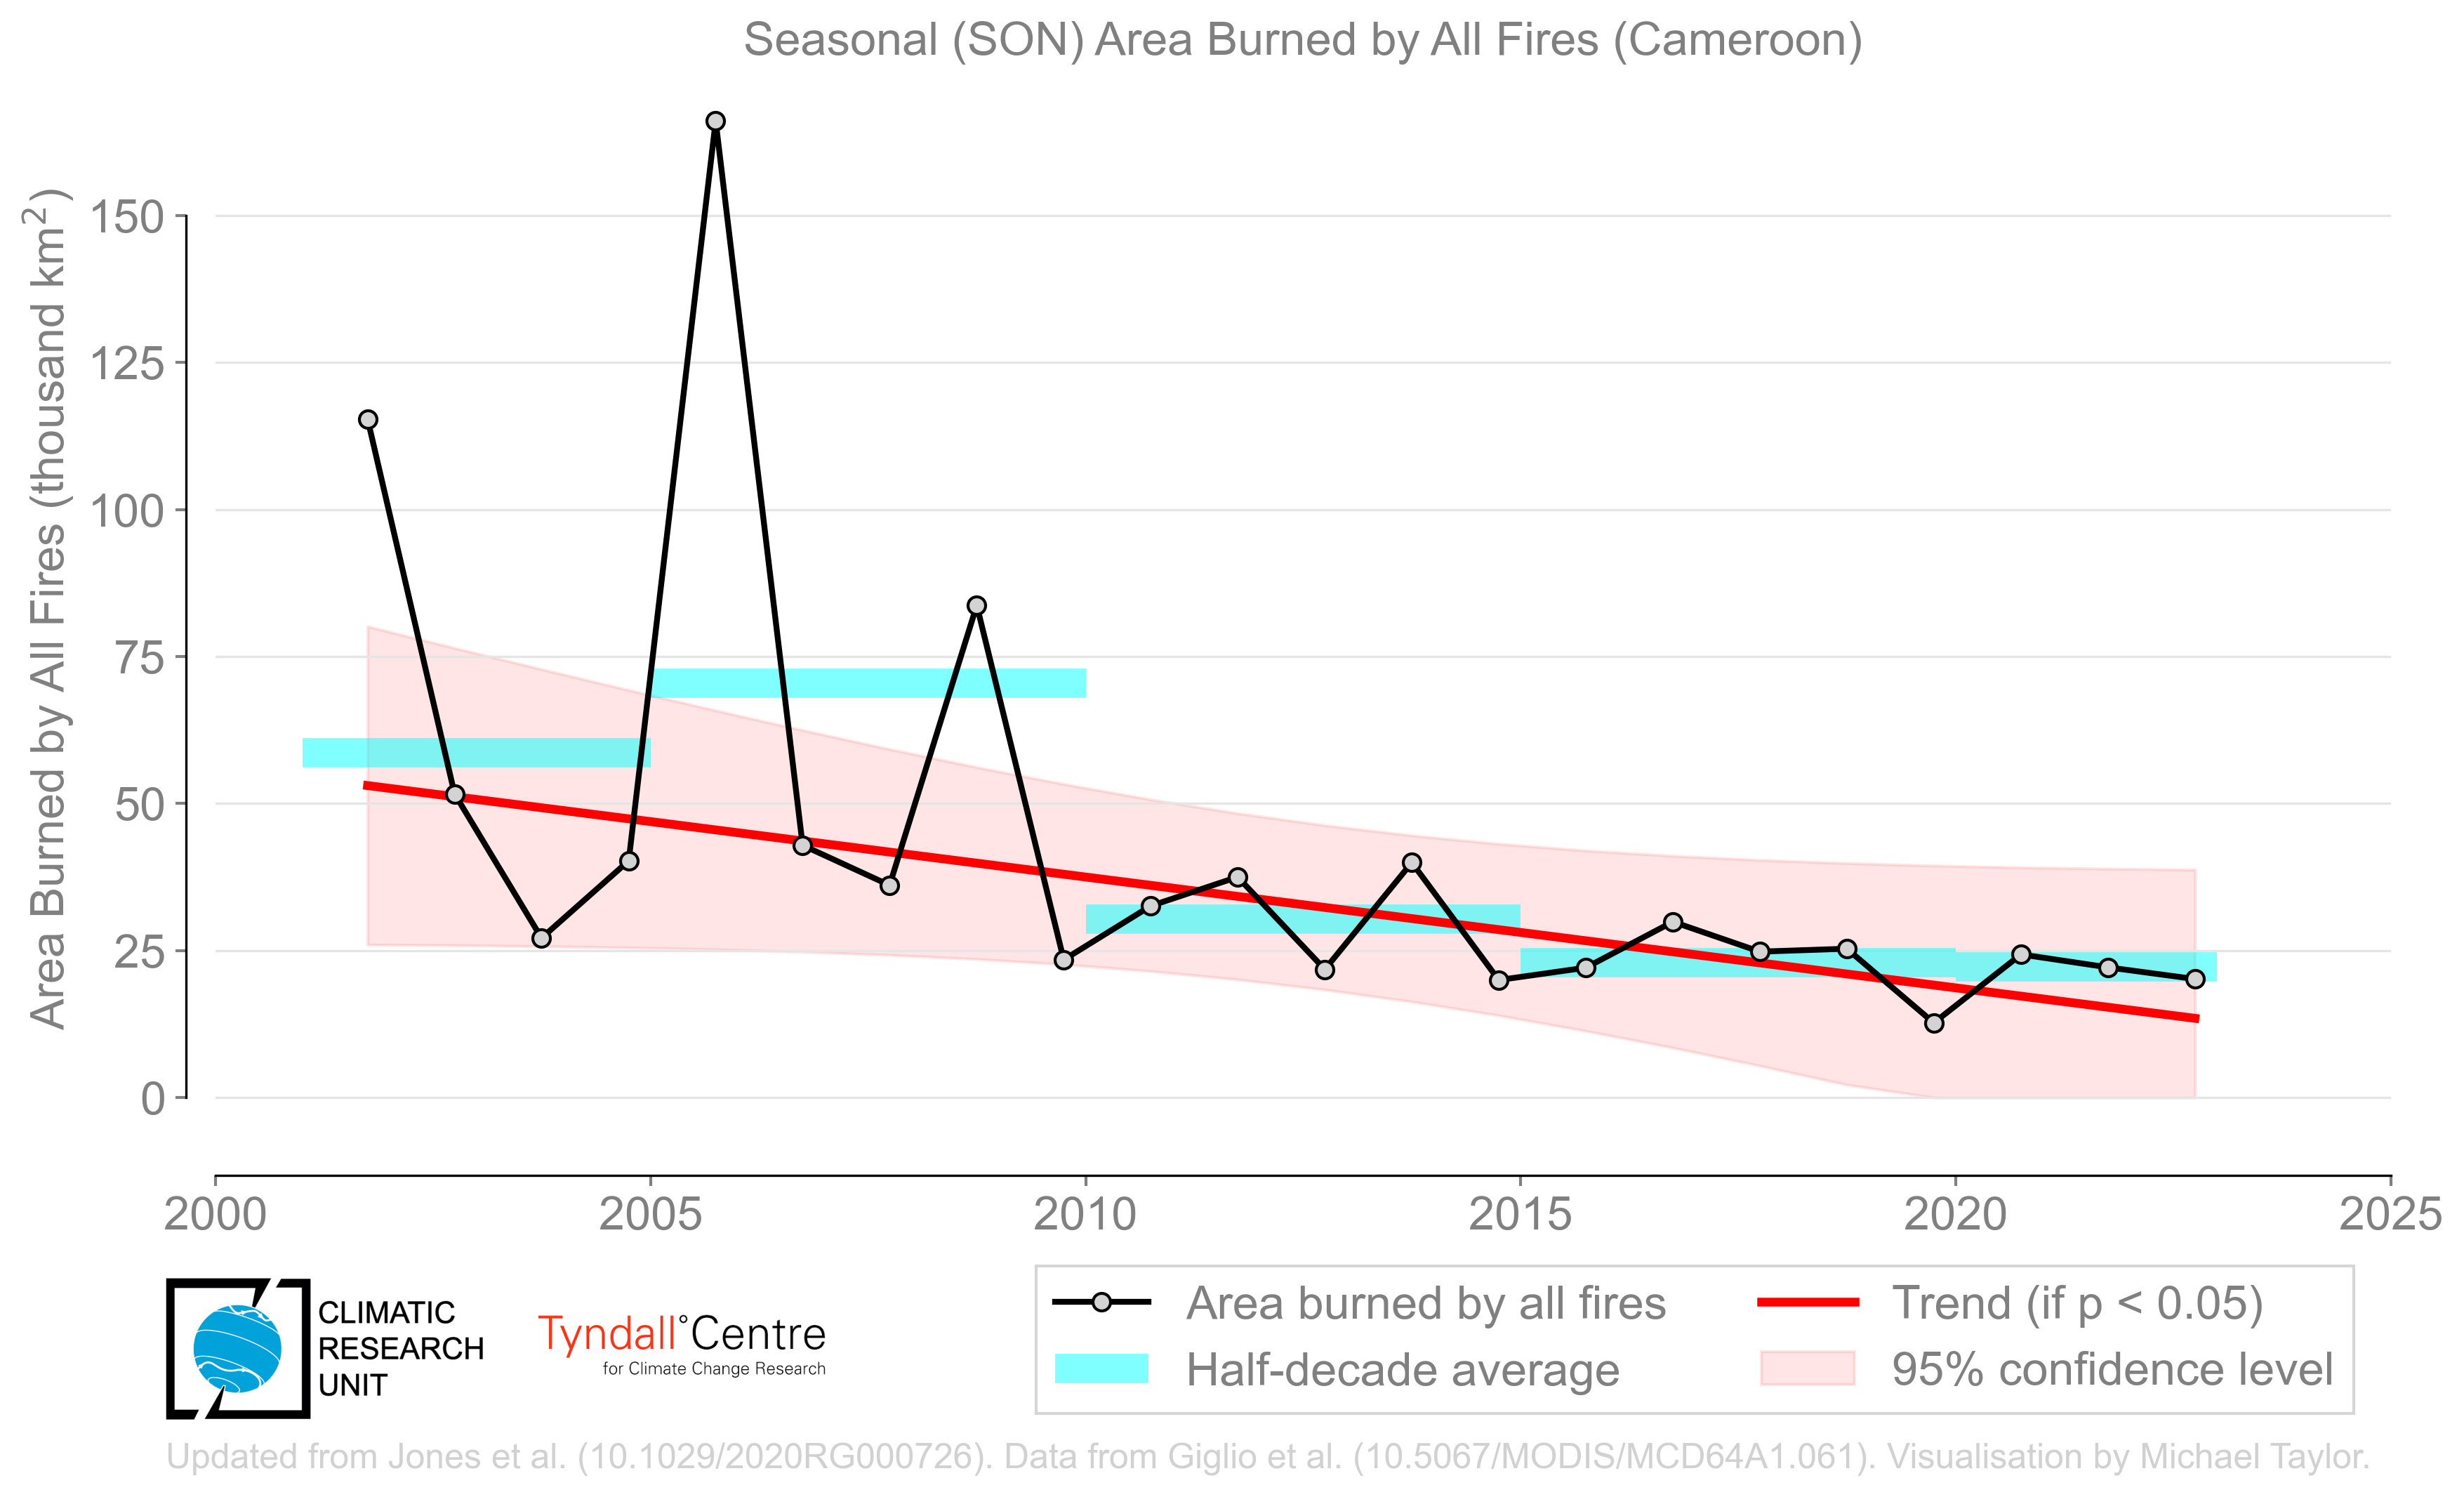 Seasonal (SON) Area Burned by All Fires (Cameroon)
Area Burned by All Fires (thousand km²)
150
125
100
75
50
25
0
2000 2005 2010 2015 2020 2025
Area burned by all fires
Half-decade average
Trend (if p < 0.05)
95% confidence level
CLIMATIC
RESEARCH
UNIT
Tyndall°Centre
for Climate Change Research
Updated from Jones et al. (10.1029/2020RG000726). Data from Giglio et al. (10.5067/MODIS/MCD64A1.061). Visualisation by Michael Taylor.